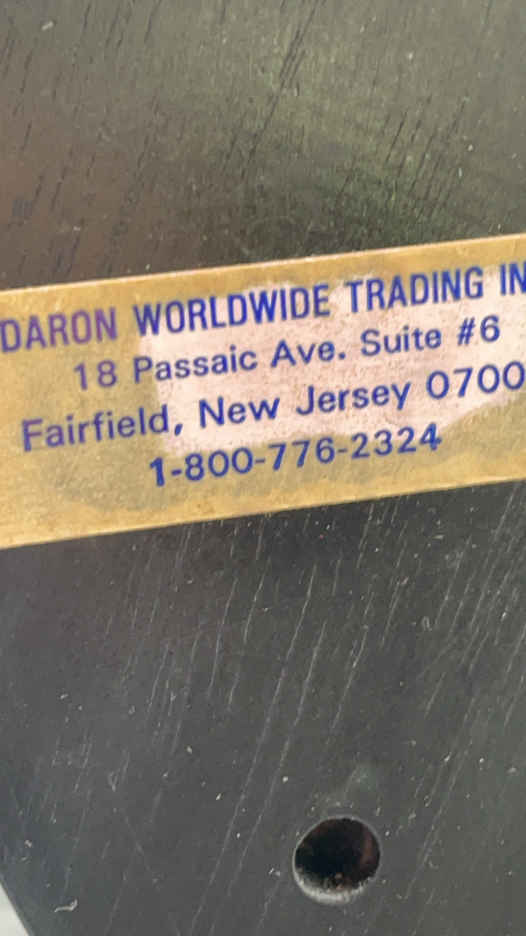 DARON WORLDWIDE TRADING IN
18 Passaic Ave. Suite #6
Fairfield, New Jersey 0700
1-800-776-2324